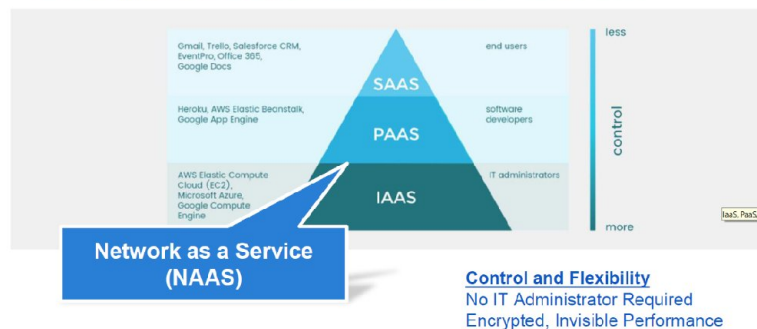 Gmail, Trello, Salesforce CRM,
EventPro, Office 365,
Google Docs
SAAS
end users
less
Heroku, AWS Elastic Beanstalk,
Google App Engine
PAAS
software
developers
control
AWS Elastic Compute
Cloud (EC2),
Microsoft Azure,
Google Compute
Engine
IAAS
IT administrators
more
IaaS, PaaS,
Network as a Service
(NAAS)
Control and Flexibility
No IT Administrator Required
Encrypted, Invisible Performance